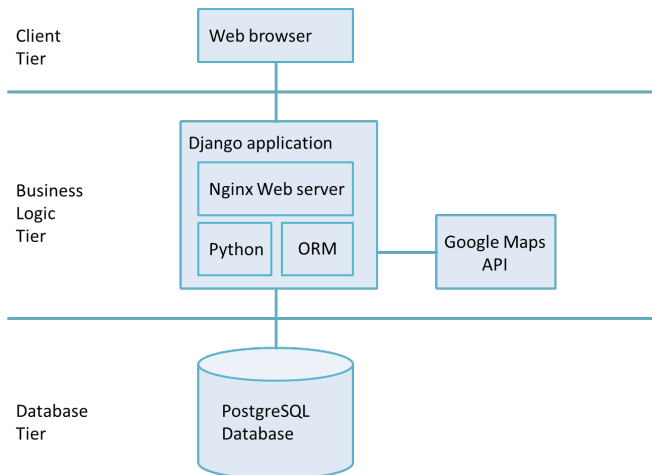 Client
Tier
Web browser
Django application
Nginx Web server
Python
ORM
Business
Logic
Tier
Google Maps
API
Database
Tier
PostgreSQL
Database